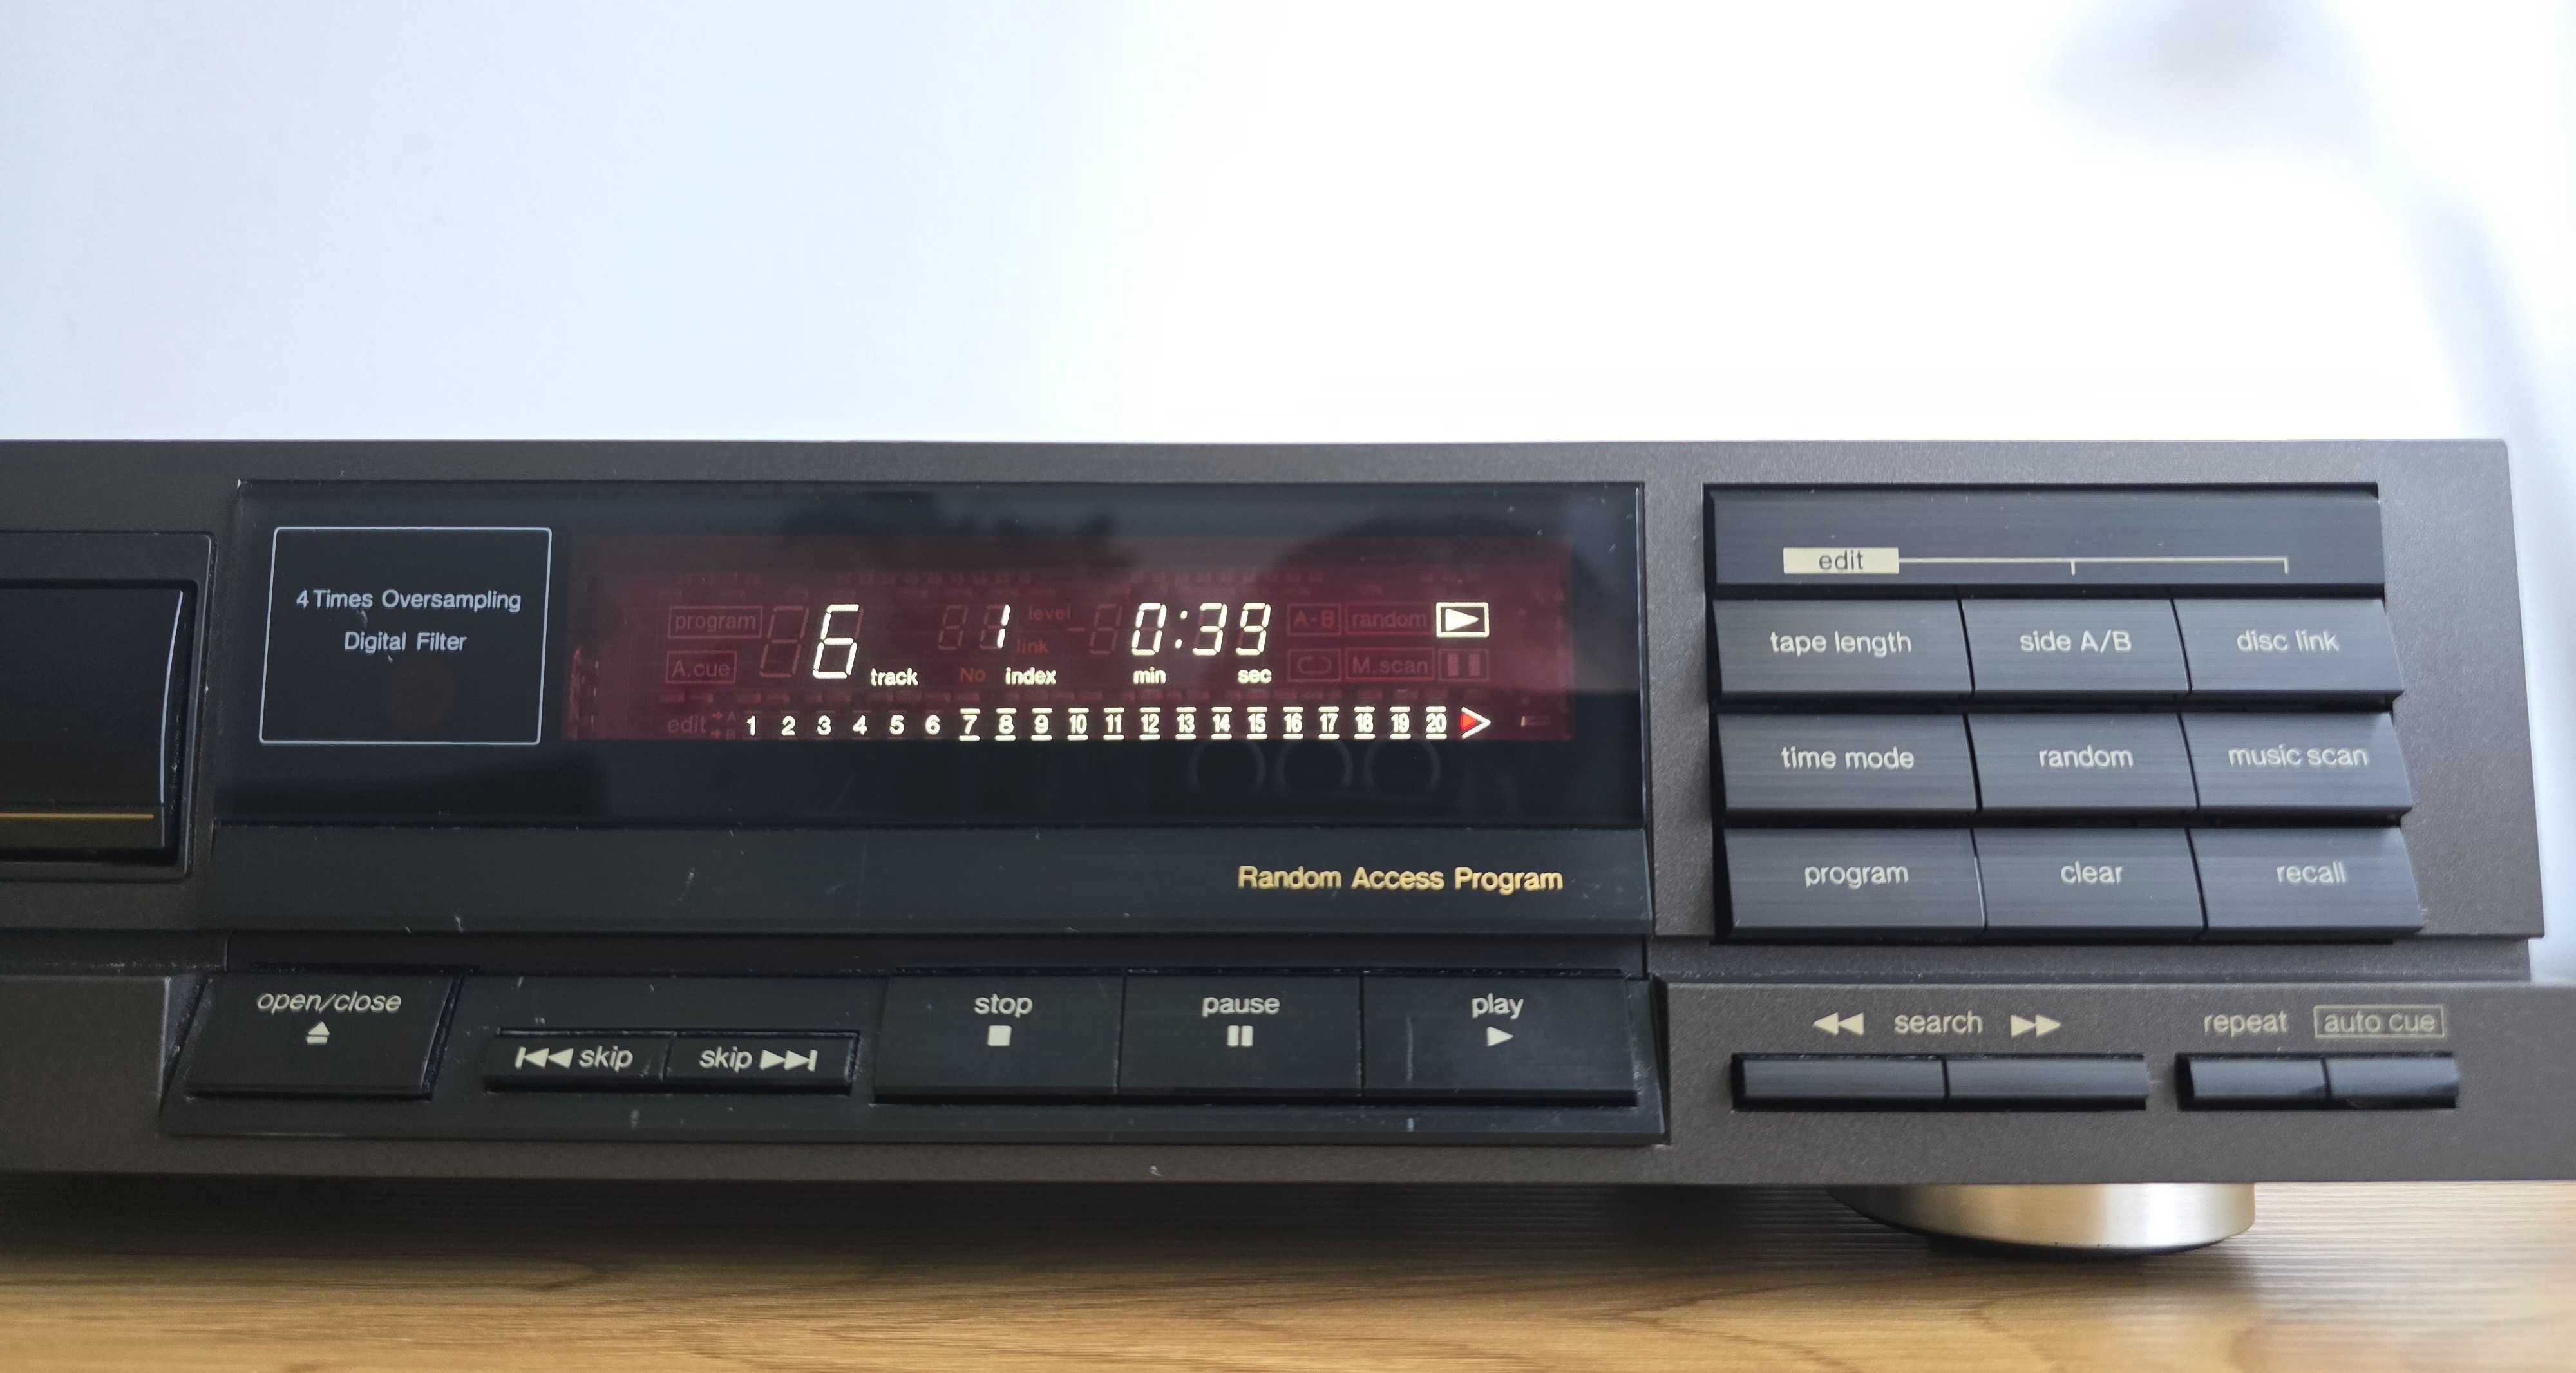 4 Times Oversampling
Digital Filter
program
A.cue
6 track
No
1 index
level
link
0:39
min sec
A-B random
M.scan
edit A B 1 2 3 4 5 6 7 8 9 10 11 12 13 14 15 16 17 18 19 20
Random Access Program
edit
tape length side A/B disc link
time mode random music scan
program clear recall
open/close
skip skip
stop pause play
search
repeat auto cue